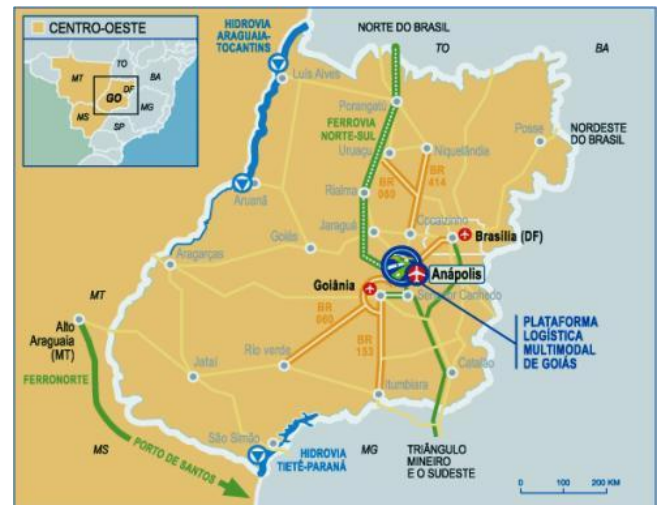 CENTRO-OESTE
MT
TO
BA
DF
GO
MG
MS
SP
HIDROVIA
ARAGUAIA-
TOCANTINS
NORTE DO BRASIL
TO
BA
Luís Alves
Porangatú
FERROVIA
NORTE-SUL
Uruaçu
Niquelândia
Posse
NORDESTE
DO BRASIL
BR
BR
414
Rialma
Aruanã
Jaraguá
Cocalzinho
Goiás
Brasília (DF)
Aragarças
Anápolis
Goiânia
Senador Canedo
MT
Alto
Araguaia
(MT)
BR
060
BR
153
PLATAFORMA
LOGÍSTICA
MULTIMODAL
DE GOIÁS
FERRONORTE
Jataí
Rio verde
Catalão
Itumbiara
São Simão
MS
PORTO DE SANTOS
HIDROVIA
TIETÊ-PARANÁ
MG
TRIÂNGULO
MINEIRO
E O SUDESTE
0 100 200 KM